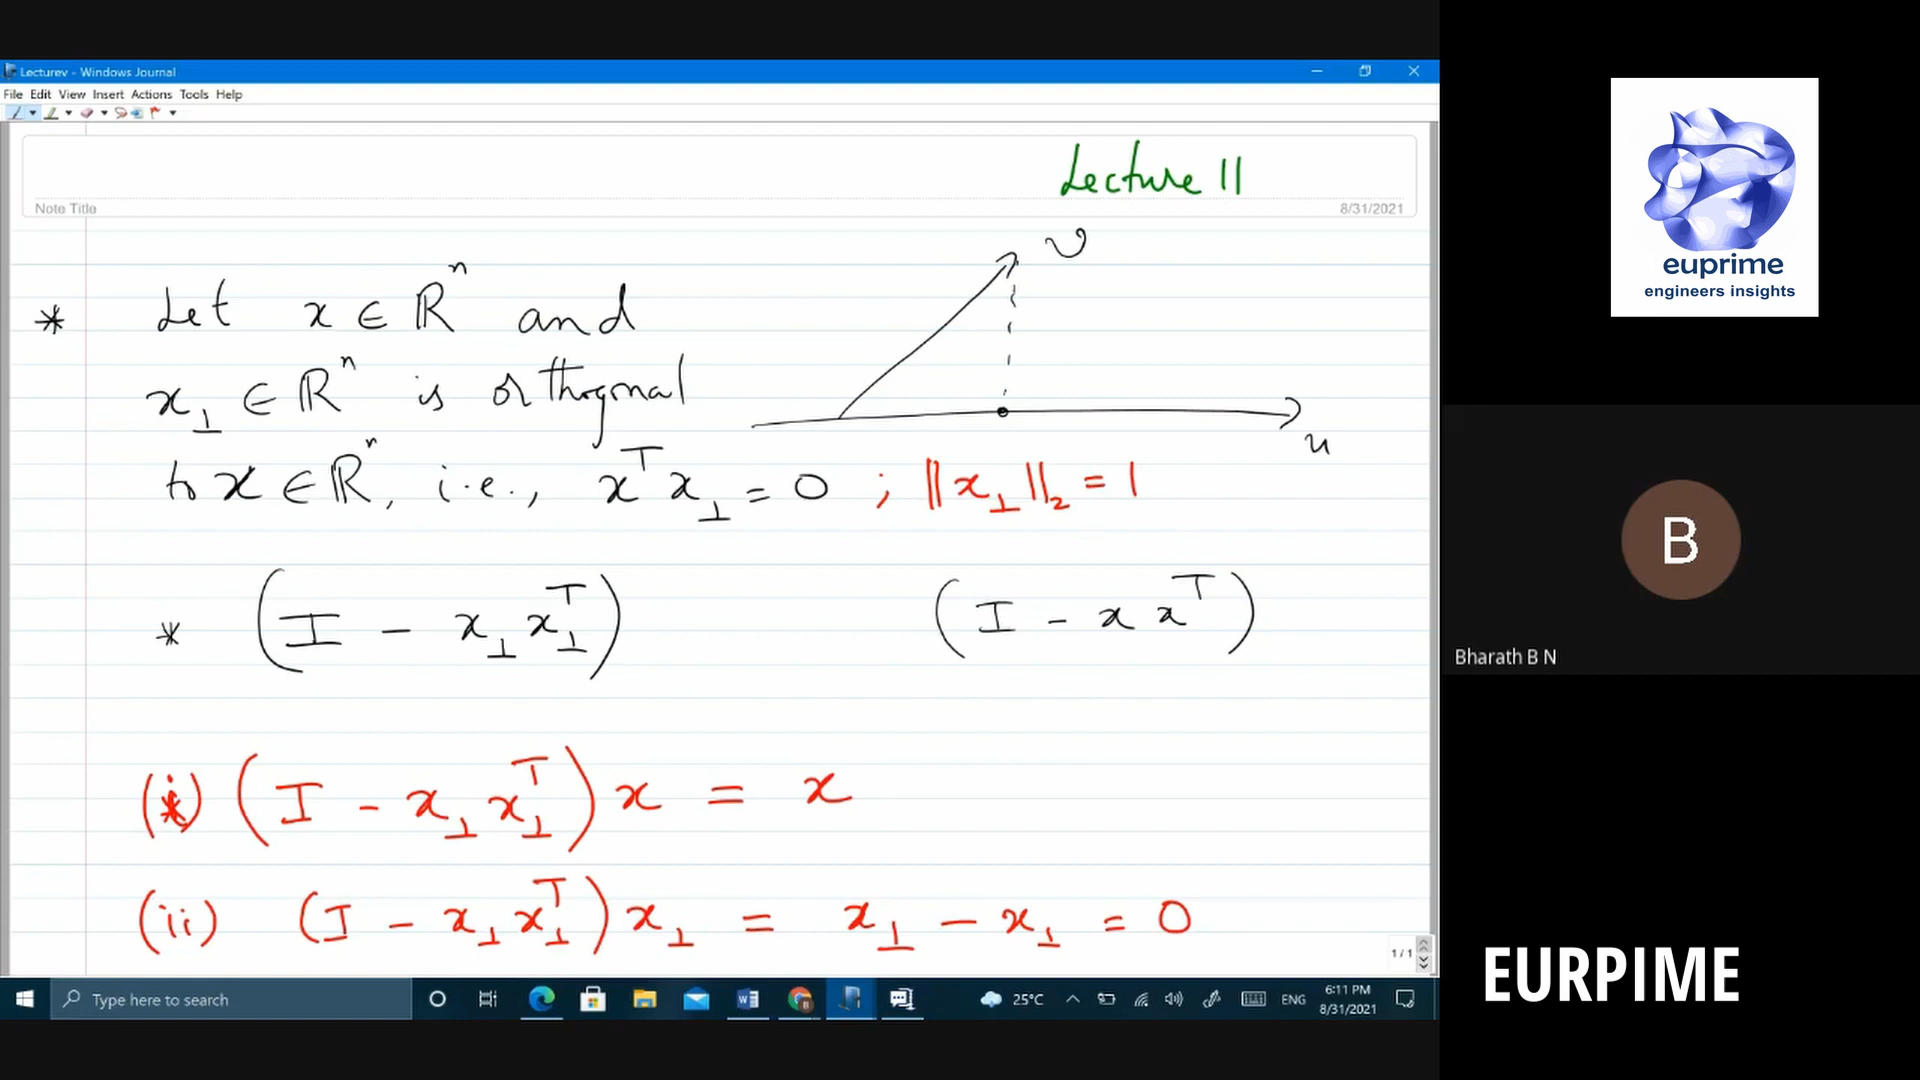 Lecturev - Windows Journal
File Edit View Insert Actions Tools Help
Lecture 11
Note Title
8/31/2021
υ
* Let x ∈ ℝⁿ and
x⊥ ∈ ℝⁿ is orthogonal
u
to x ∈ ℝⁿ, i.e., xᵀx⊥ = 0 ; ||x⊥||₂ = 1
* (I - x⊥x⊥ᵀ) (I - x xᵀ)
(i) (I - x⊥x⊥ᵀ)x = x
(ii) (I - x⊥x⊥ᵀ)x⊥ = x⊥ - x⊥ = 0
1 / 1
Type here to search
25°C
ENG
6:11 PM
8/31/2021
euprime
engineers insights
B
Bharath B N
EURPIME